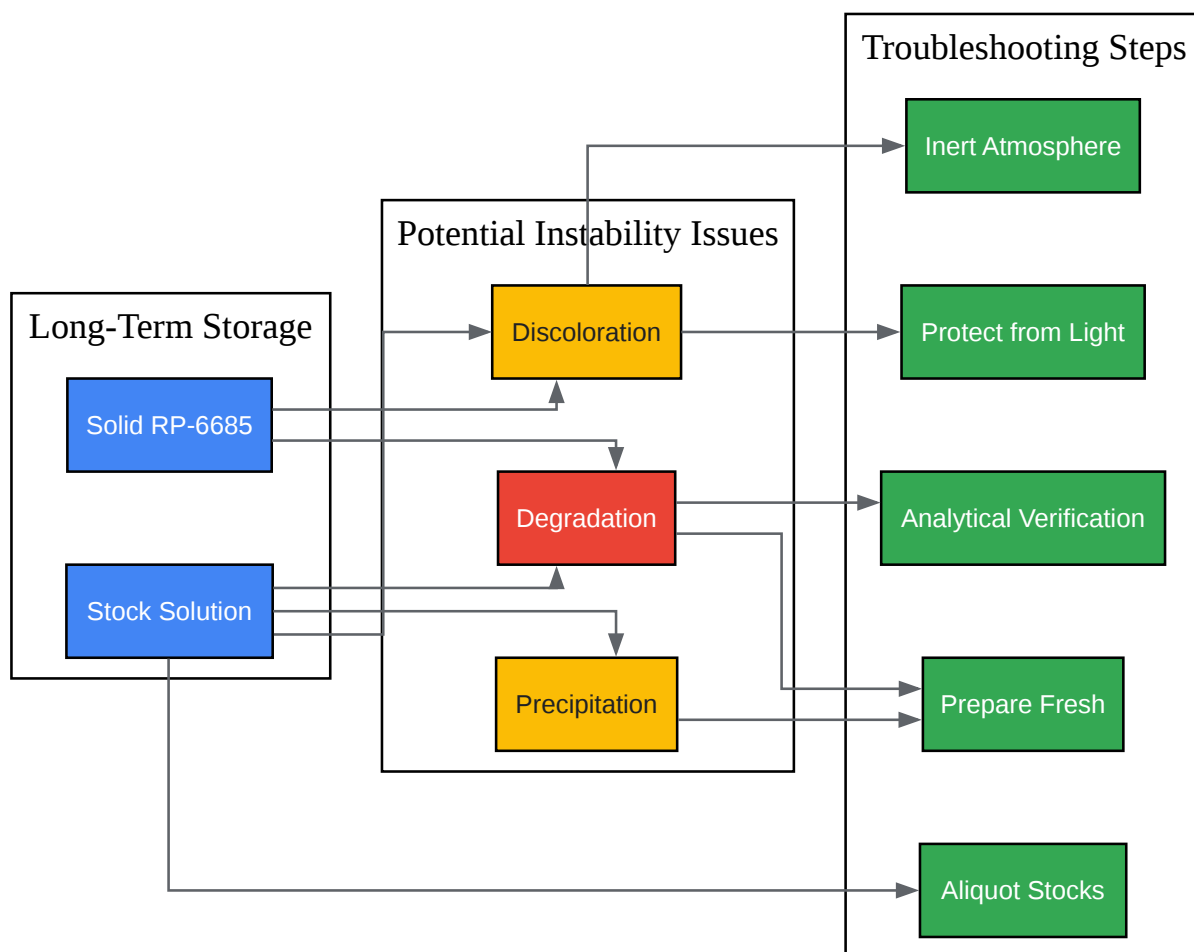 Long-Term Storage
Solid RP-6685
Stock Solution
Potential Instability Issues
Discoloration
Degradation
Precipitation
Troubleshooting Steps
Inert Atmosphere
Protect from Light
Analytical Verification
Prepare Fresh
Aliquot Stocks